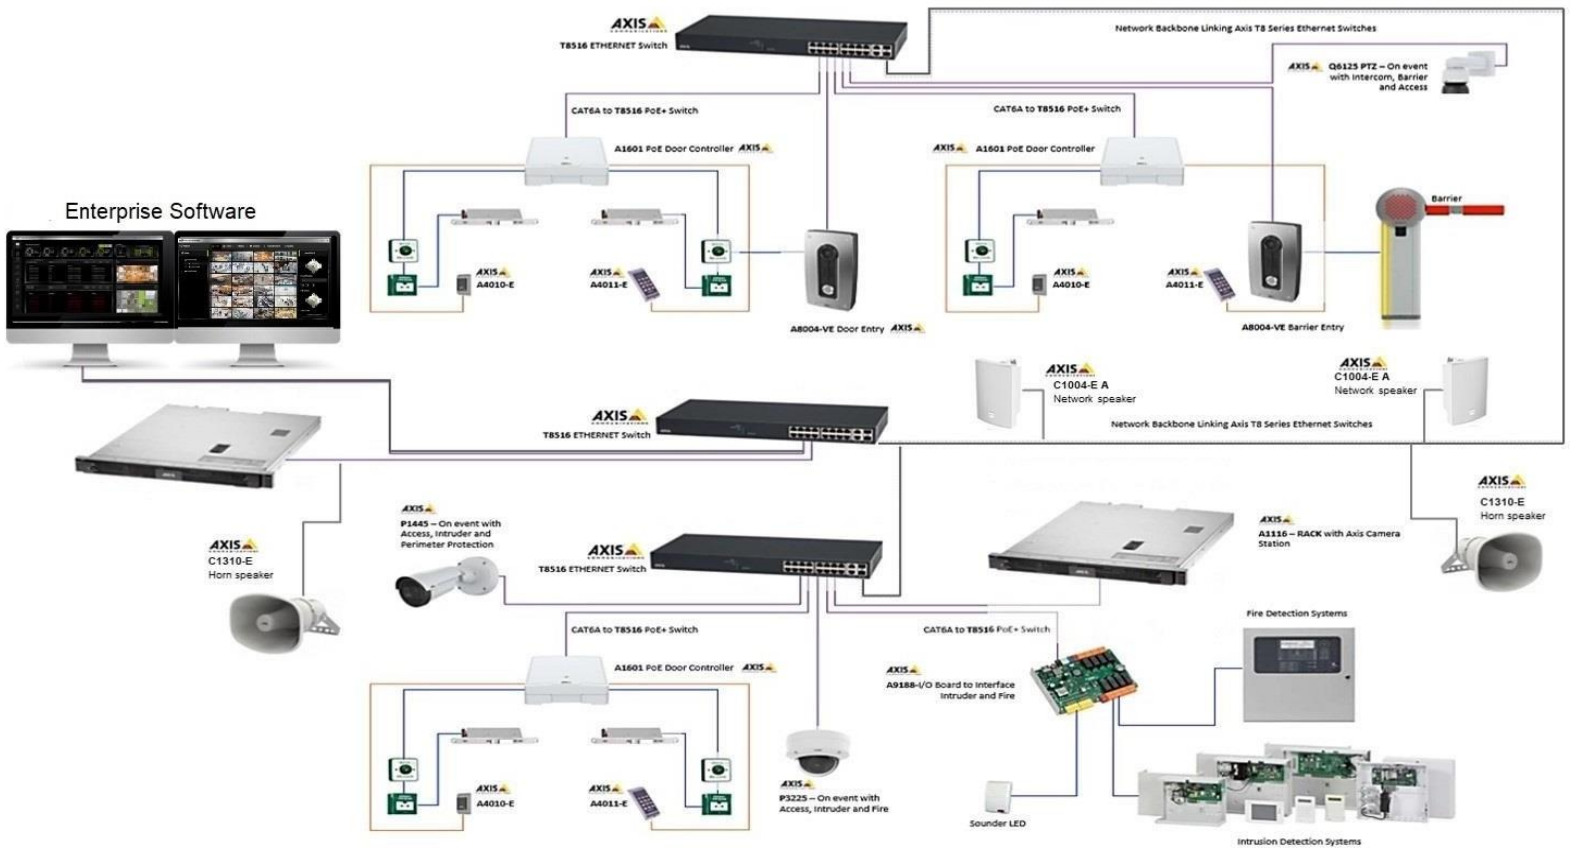 AXIS
COMMUNICATIONS
T8516 ETHERNET Switch
Network Backbone Linking Axis T8 Series Ethernet Switches
AXIS
Q6125 PTZ – On event
with Intercom, Barrier
and Access
CAT6A to T8516 PoE+ Switch
CAT6A to T8516 PoE+ Switch
A1601 PoE Door Controller
AXIS
AXIS
A1601 PoE Door Controller
Barrier
Enterprise Software
AXIS
A4010-E
AXIS
A4011-E
AXIS
A4010-E
AXIS
A4011-E
A8004-VE Door Entry
AXIS
A8004-VE Barrier Entry
AXIS
COMMUNICATIONS
C1004-E A
Network speaker
AXIS
COMMUNICATIONS
C1004-E A
Network speaker
AXIS
COMMUNICATIONS
T8516 ETHERNET Switch
Network Backbone Linking Axis T8 Series Ethernet Switches
AXIS
COMMUNICATIONS
C1310-E
Horn speaker
AXIS
P1445 – On event with
Access, Intruder and
Perimeter Protection
AXIS
A1116 – RACK with Axis Camera
Station
AXIS
COMMUNICATIONS
C1310-E
Horn speaker
AXIS
COMMUNICATIONS
T8516 ETHERNET Switch
CAT6A to T8516 PoE+ Switch
CAT6A to T8516 PoE+ Switch
Fire Detection Systems
A1601 PoE Door Controller
AXIS
AXIS
A9188-I/O Board to Interface
Intruder and Fire
AXIS
A4010-E
AXIS
A4011-E
AXIS
P3225 – On event with
Access, Intruder and Fire
Sounder LED
Intrusion Detection Systems